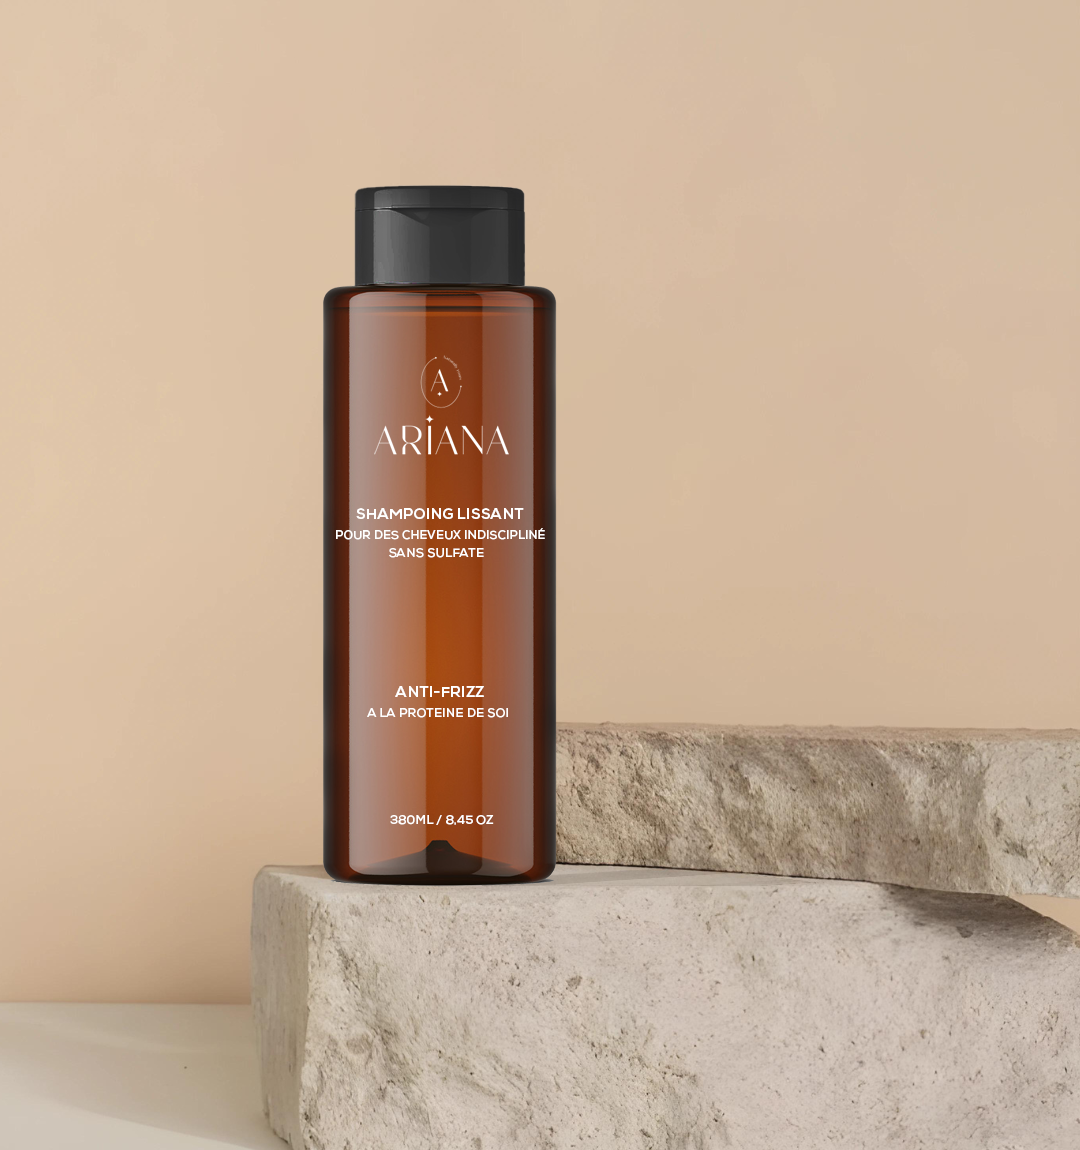 A
ARIANA
SHAMPOING LISSANT
POUR DES CHEVEUX INDISCIPLINÉ
SANS SULFATE
ANTI-FRIZZ
A LA PROTEINE DE SOI
380ML / 8,45 OZ